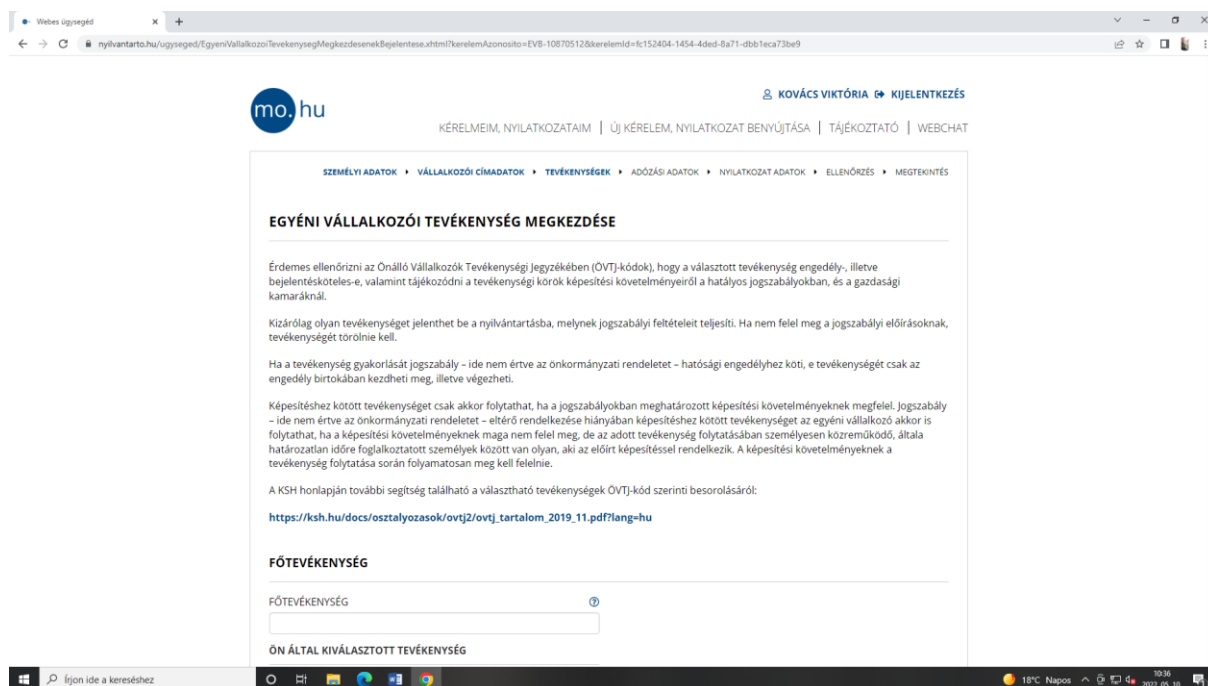 Webes ügysegéd
nyilvantarto.hu/ugyseged/EgyeniVallalkozoiTevekenysegMegkezdesenekBejelentese.xhtml?kerelemAzonosito=EVB-10870512&kerelemId=fc152404-1454-4ded-8a71-dbb1eca73be9
mo.hu
KOVÁCS VIKTÓRIA KIJELENTKEZÉS
KÉRELMEIM, NYILATKOZATAIM | ÚJ KÉRELEM, NYILATKOZAT BENYÚJTÁSA | TÁJÉKOZTATÓ | WEBCHAT
SZEMÉLYI ADATOK VÁLLALKOZÓI CÍMADATOK TEVÉKENYSÉGEK ADÓZÁSI ADATOK NYILATKOZAT ADATOK ELLENŐRZÉS MEGTEKINTÉS
EGYÉNI VÁLLALKOZÓI TEVÉKENYSÉG MEGKEZDÉSE
Érdemes ellenőrizni az Önálló Vállalkozók Tevékenységi Jegyzékében (ÖVTJ-kódok), hogy a választott tevékenység engedély-, illetve
bejelentésköteles-e, valamint tájékozódni a tevékenységi körök képesítési követelményeiről a hatályos jogszabályokban, és a gazdasági
kamaráknál.
Kizárólag olyan tevékenységet jelenthet be a nyilvántartásba, melynek jogszabályi feltételeit teljesíti. Ha nem felel meg a jogszabályi előírásoknak,
tevékenységét törölnie kell.
Ha a tevékenység gyakorlását jogszabály – ide nem értve az önkormányzati rendeletet – hatósági engedélyhez köti, e tevékenységét csak az
engedély birtokában kezdheti meg, illetve végezheti.
Képesítéshez kötött tevékenységet csak akkor folytathat, ha a jogszabályokban meghatározott képesítési követelményeknek megfelel. Jogszabály
– ide nem értve az önkormányzati rendeletet – eltérő rendelkezése hiányában képesítéshez kötött tevékenységet az egyéni vállalkozó akkor is
folytathat, ha a képesítési követelményeknek maga nem felel meg, de az adott tevékenység folytatásában személyesen közreműködő, általa
határozatlan időre foglalkoztatott személyek között van olyan, aki az előírt képesítéssel rendelkezik. A képesítési követelményeknek a
tevékenység folytatása során folyamatosan meg kell felelnie.
A KSH honlapján további segítség található a választható tevékenységek ÖVTJ-kód szerinti besorolásáról:
https://ksh.hu/docs/osztalyozasok/ovtj2/ovtj_tartalom_2019_11.pdf?lang=hu
FŐTEVÉKENYSÉG
FŐTEVÉKENYSÉG
ÖN ÁLTAL KIVÁLASZTOTT TEVÉKENYSÉG
Írjon ide a kereséshez
18°C Napos
10:36
2022. 05. 10.